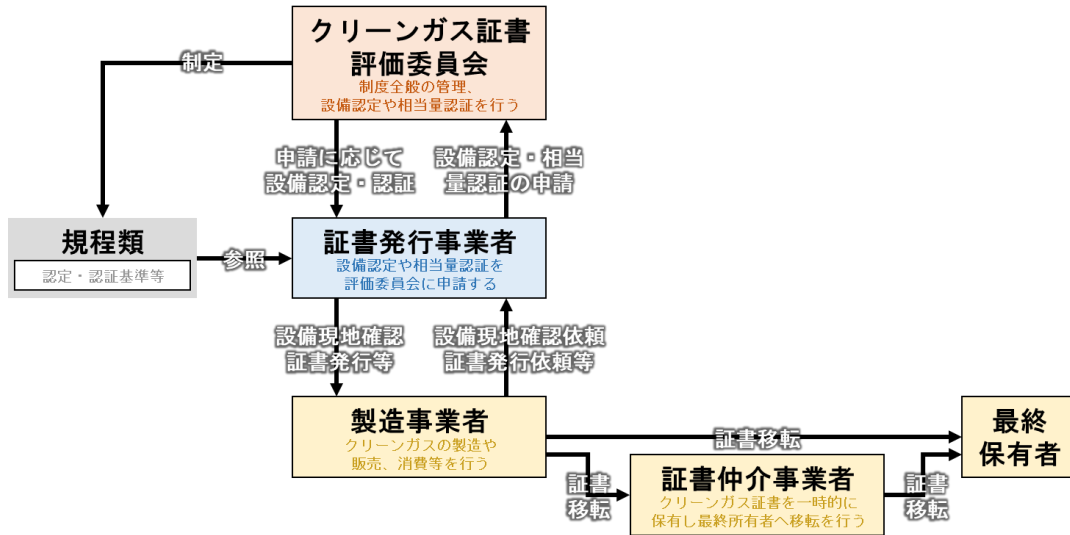 クリーンガス証書
評価委員会
制度全般の管理、
設備認定や相当量認証を行う
制定
申請に応じて
設備認定・認証
設備認定・相当
量認証の申請
規程類
認定・認証基準等
参照
証書発行事業者
設備認定や相当量認証を
評価委員会に申請する
設備現地確認
証書発行等
設備現地確認依頼
証書発行依頼等
製造事業者
クリーンガスの製造や
販売、消費等を行う
証書移転
最終
保有者
証書
移転
証書仲介事業者
クリーンガス証書を一時的に
保有し最終所有者へ移転を行う
証書
移転